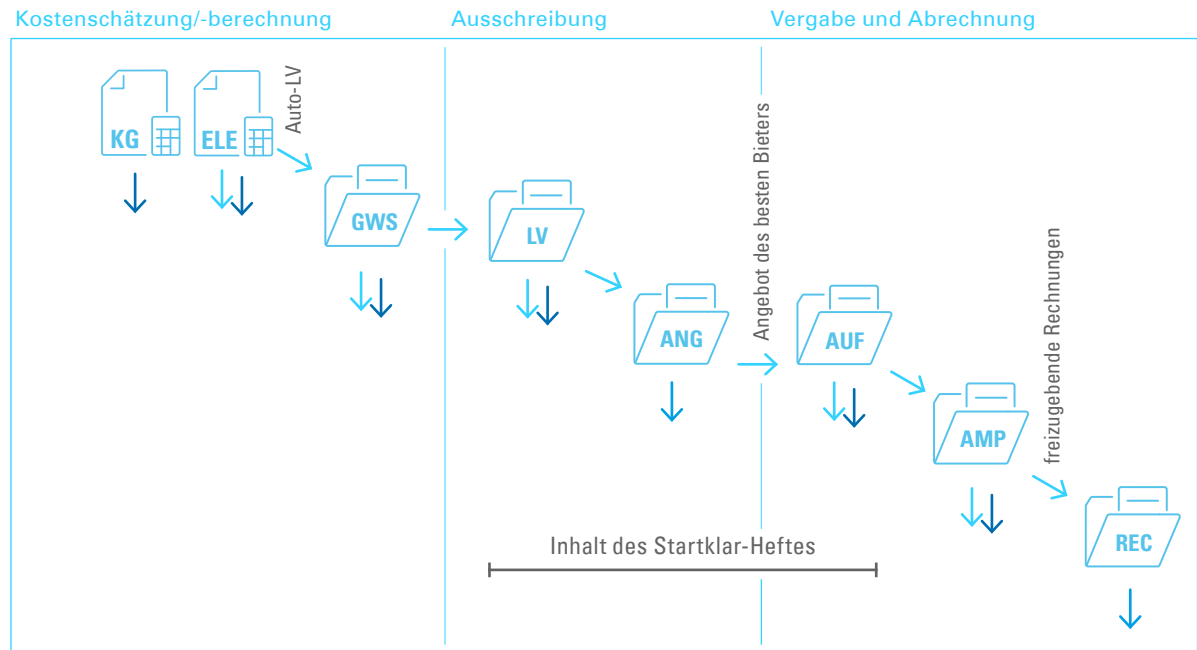 Kostenschätzung/-berechnung
Ausschreibung
Vergabe und Abrechnung
KG
ELE
Auto-LV
GWS
LV
ANG
Angebot des besten Bieters
AUF
AMP
freizugebende Rechnungen
REC
Inhalt des Startklar-Heftes